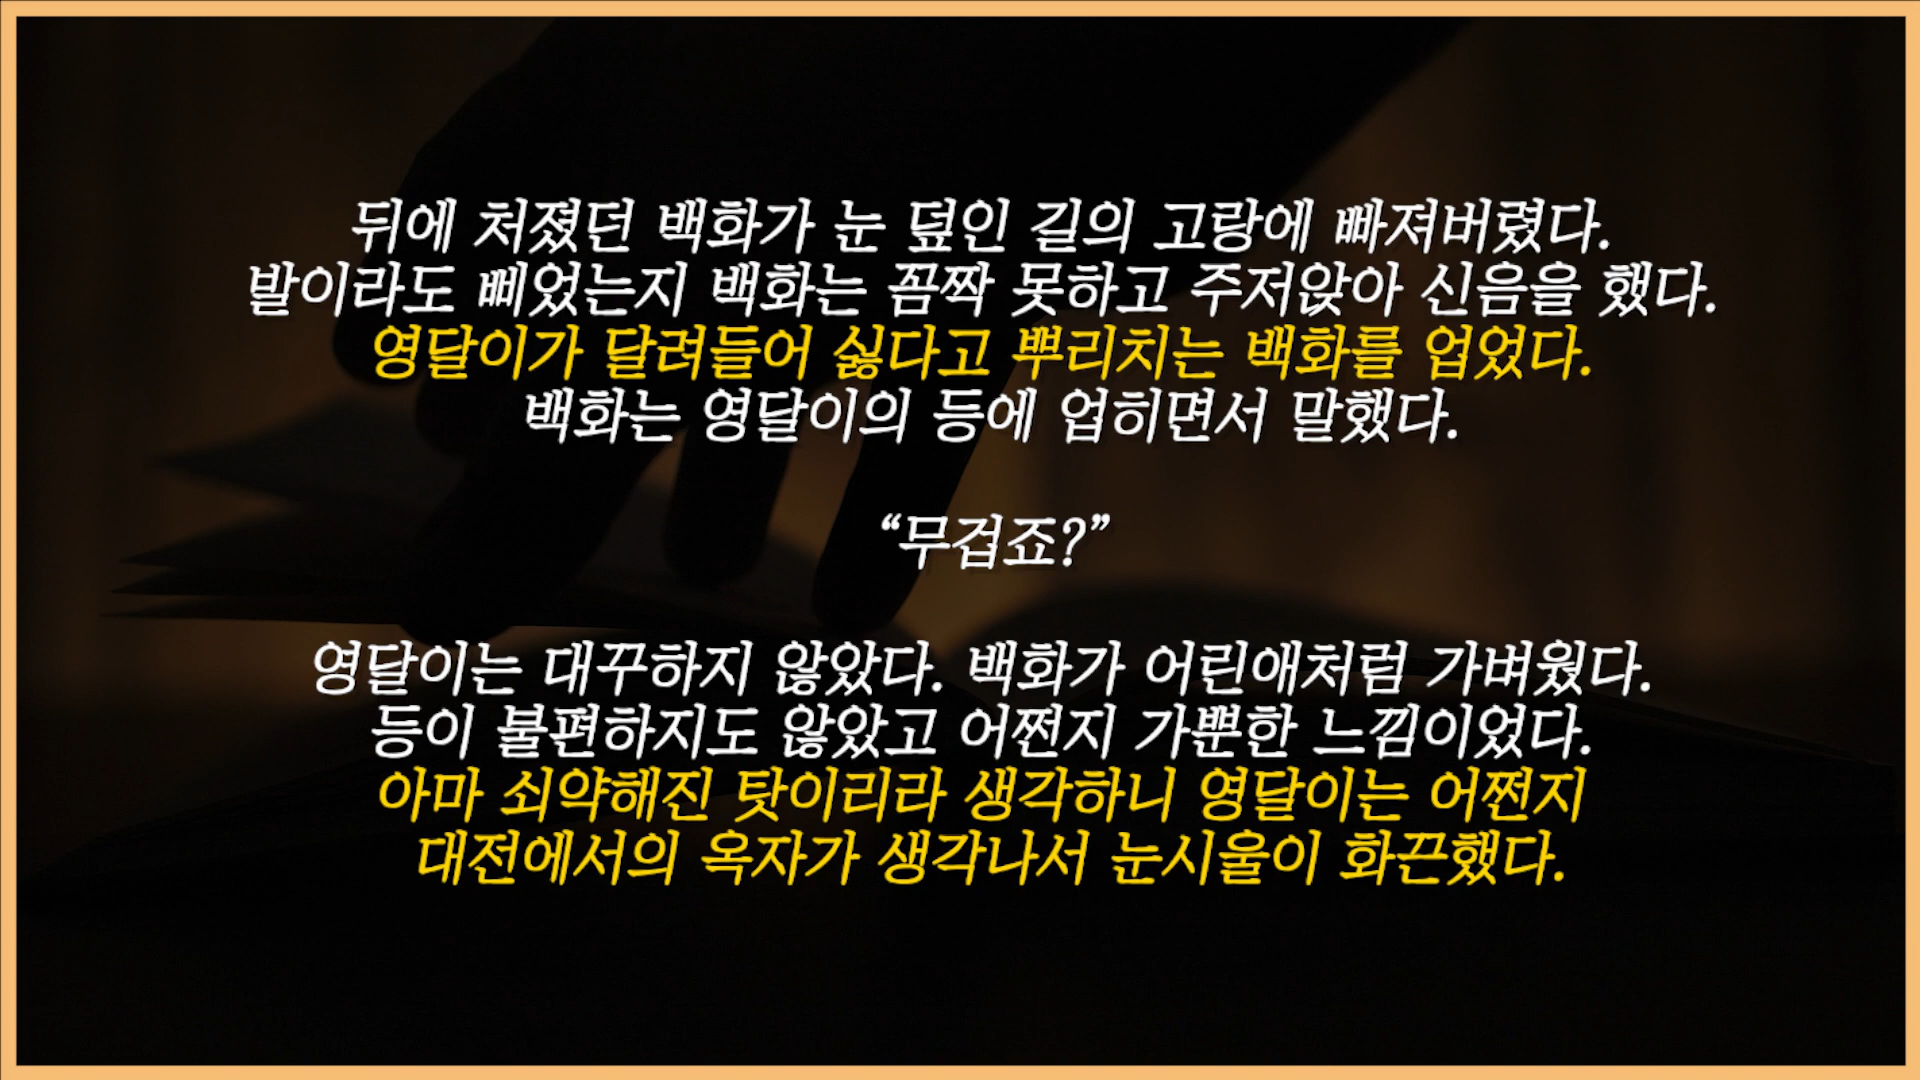 뒤에 처졌던 백화가 눈 덮인 길의 고랑에 빠져버렸다.
발이라도 삐었는지 백화는 꼼짝 못하고 주저앉아 신음을 했다.
영달이가 달려들어 싫다고 뿌리치는 백화를 업었다.
백화는 영달이의 등에 업히면서 말했다.
“무겁죠?”
영달이는 대꾸하지 않았다. 백화가 어린애처럼 가벼웠다.
등이 불편하지도 않았고 어쩐지 가뿐한 느낌이었다.
아마 쇠약해진 탓이리라 생각하니 영달이는 어쩐지
대전에서의 옥자가 생각나서 눈시울이 화끈했다.